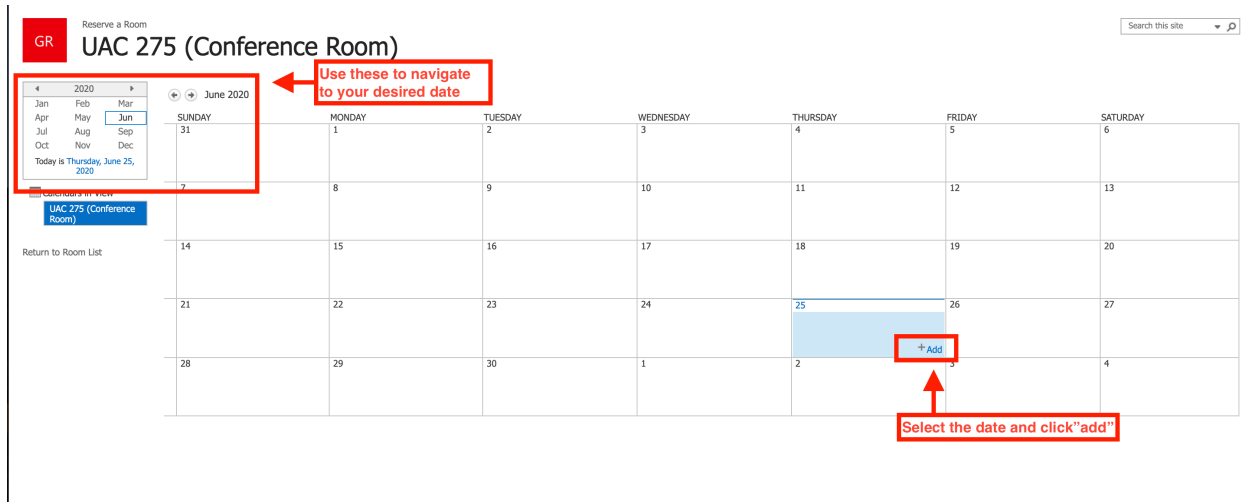 Reserve a Room
GR
UAC 275 (Conference Room)
Search this site
Use these to navigate
to your desired date
2020
Jan Feb Mar
Apr May Jun
Jul Aug Sep
Oct Nov Dec
Today is Thursday, June 25,
2020
June 2020
SUNDAY MONDAY TUESDAY WEDNESDAY THURSDAY FRIDAY SATURDAY
31 1 2 3 4 5 6
Calendars in View
UAC 275 (Conference
Room)
Return to Room List
7 8 9 10 11 12 13
14 15 16 17 18 19 20
21 22 23 24 25 26 27
+Add
28 29 30 1 2 3 4
Select the date and click”add”